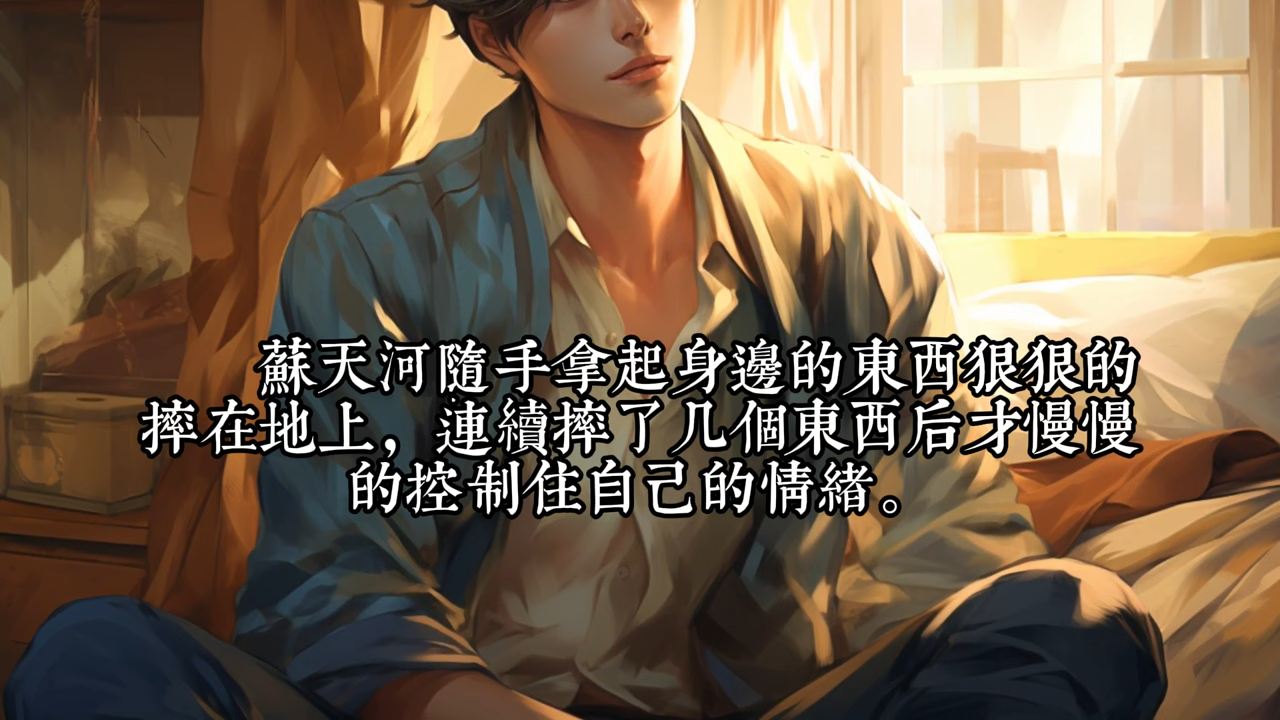 蘇天河隨手拿起身邊的東西狠狠的
摔在地上，連續摔了几個東西后才慢慢
的控制住自己的情緒。